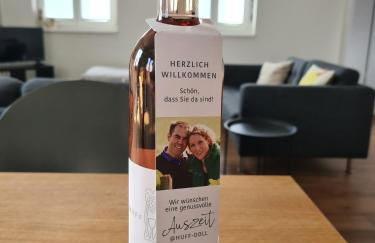 HERZLICH
WILLKOMMEN
Schön,
dass Sie da sind!
Wir wünschen
eine genussvolle
Auszeit
@HUFF-DOLL